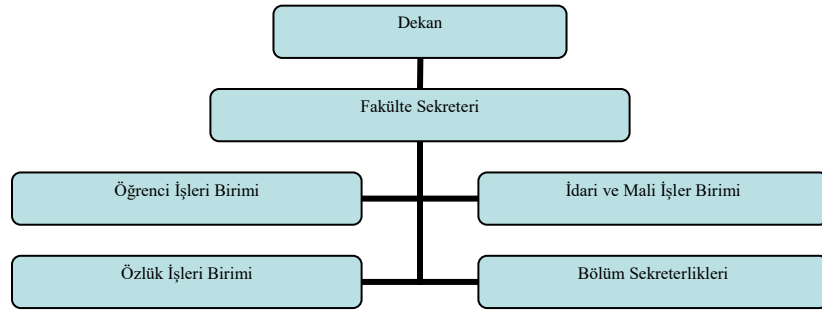 Dekan
Fakülte Sekreteri
Öğrenci İşleri Birimi
İdari ve Mali İşler Birimi
Özlük İşleri Birimi
Bölüm Sekreterlikleri